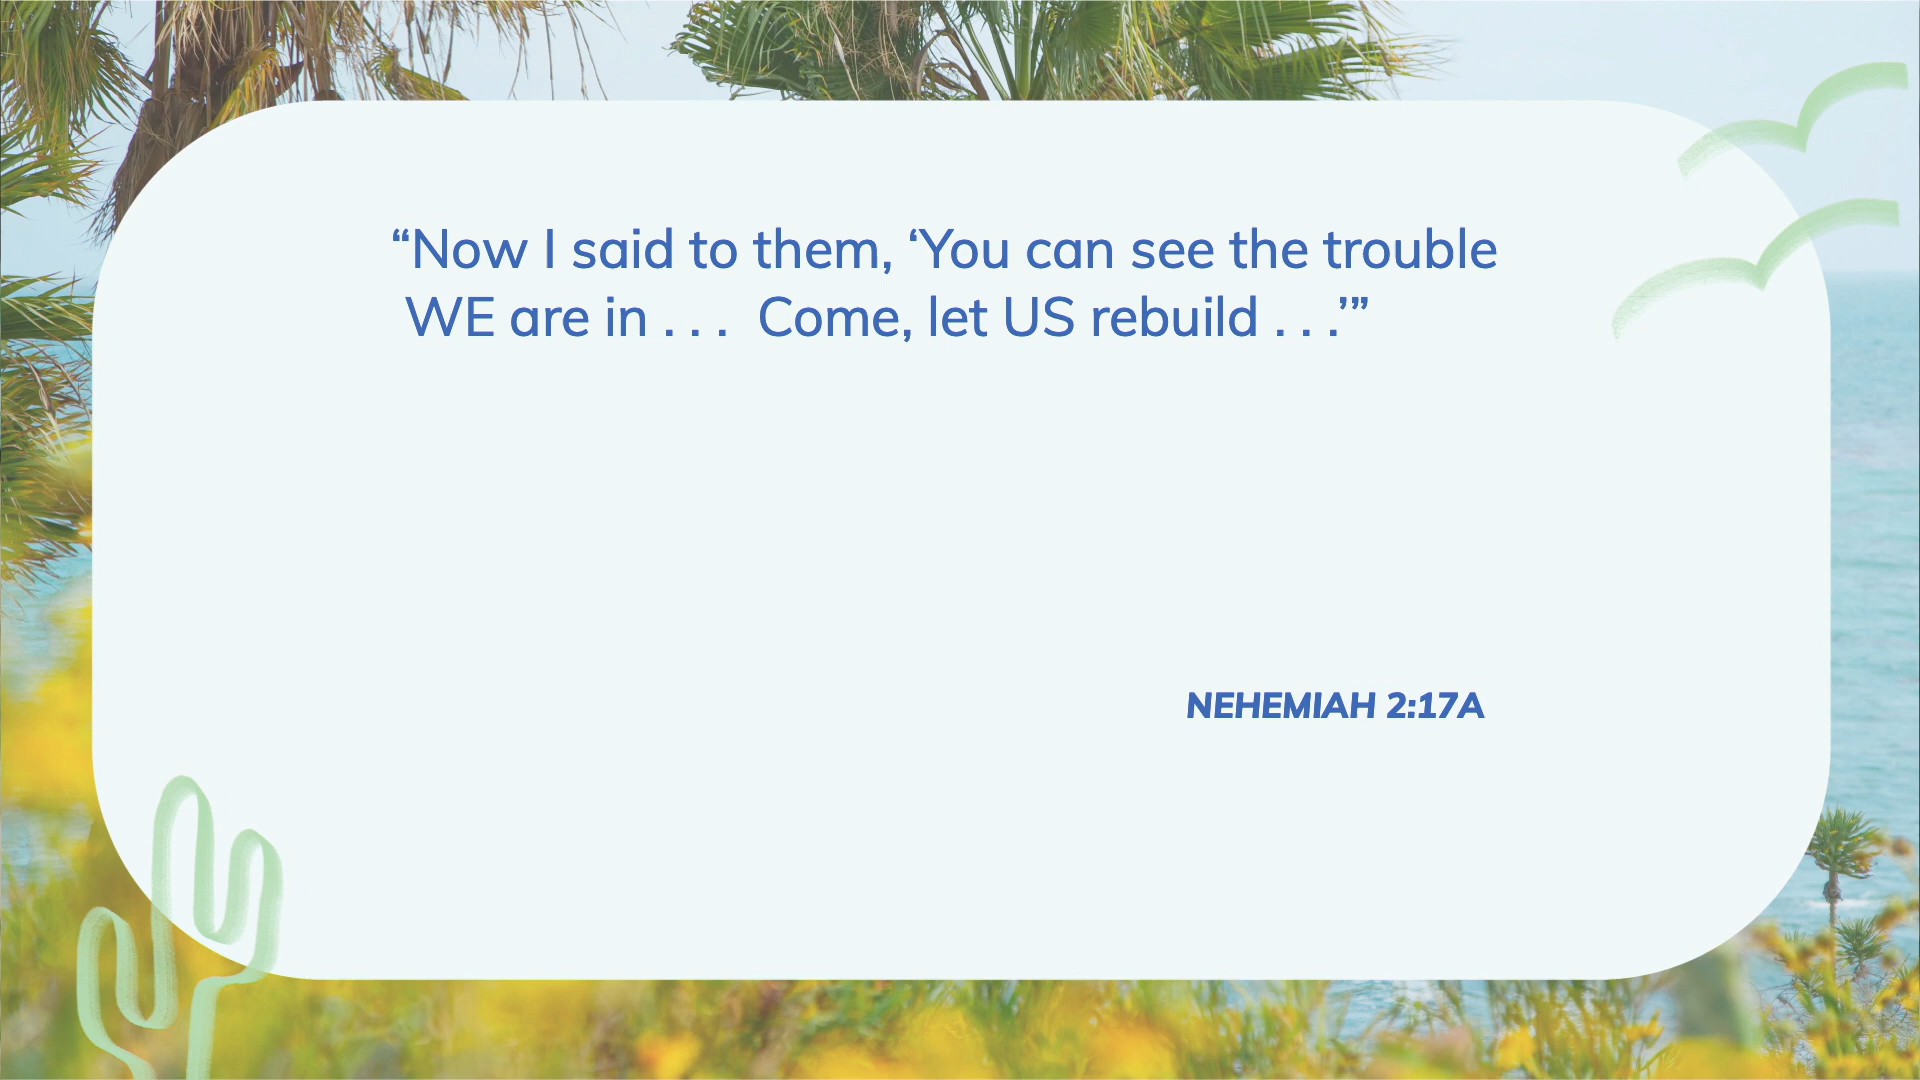 “Now I said to them, ‘You can see the trouble
WE are in . . .  Come, let US rebuild . . .’”
NEHEMIAH 2:17A